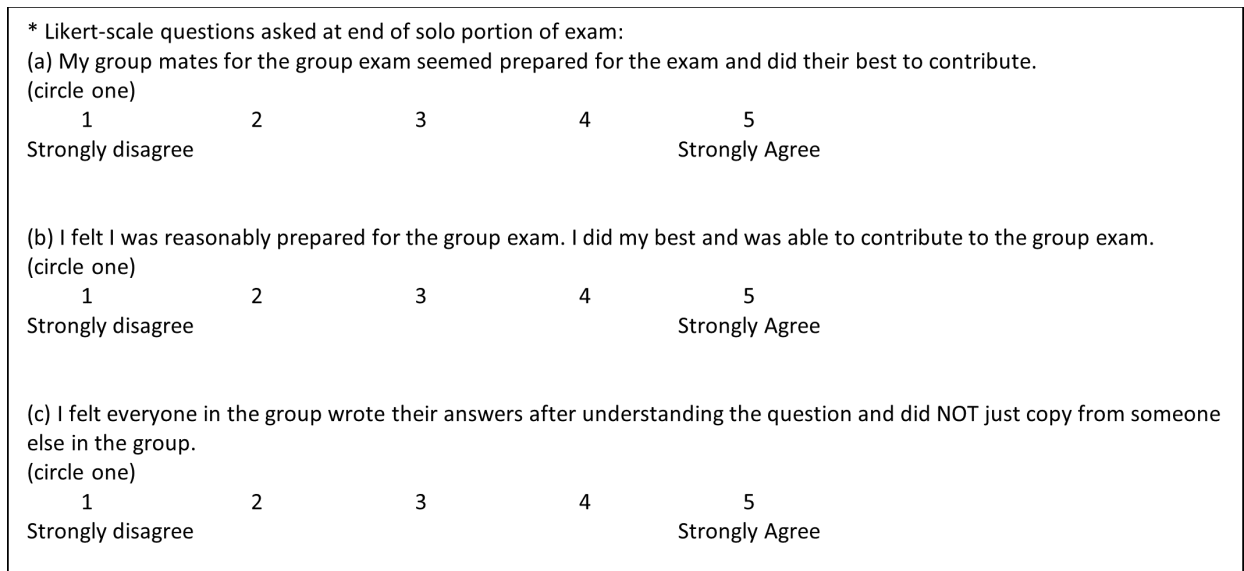 * Likert-scale questions asked at end of solo portion of exam:
(a) My group mates for the group exam seemed prepared for the exam and did their best to contribute.
(circle one)
1 2 3 4 5
Strongly disagree Strongly Agree
(b) I felt I was reasonably prepared for the group exam. I did my best and was able to contribute to the group exam.
(circle one)
1 2 3 4 5
Strongly disagree Strongly Agree
(c) I felt everyone in the group wrote their answers after understanding the question and did NOT just copy from someone
else in the group.
(circle one)
1 2 3 4 5
Strongly disagree Strongly Agree